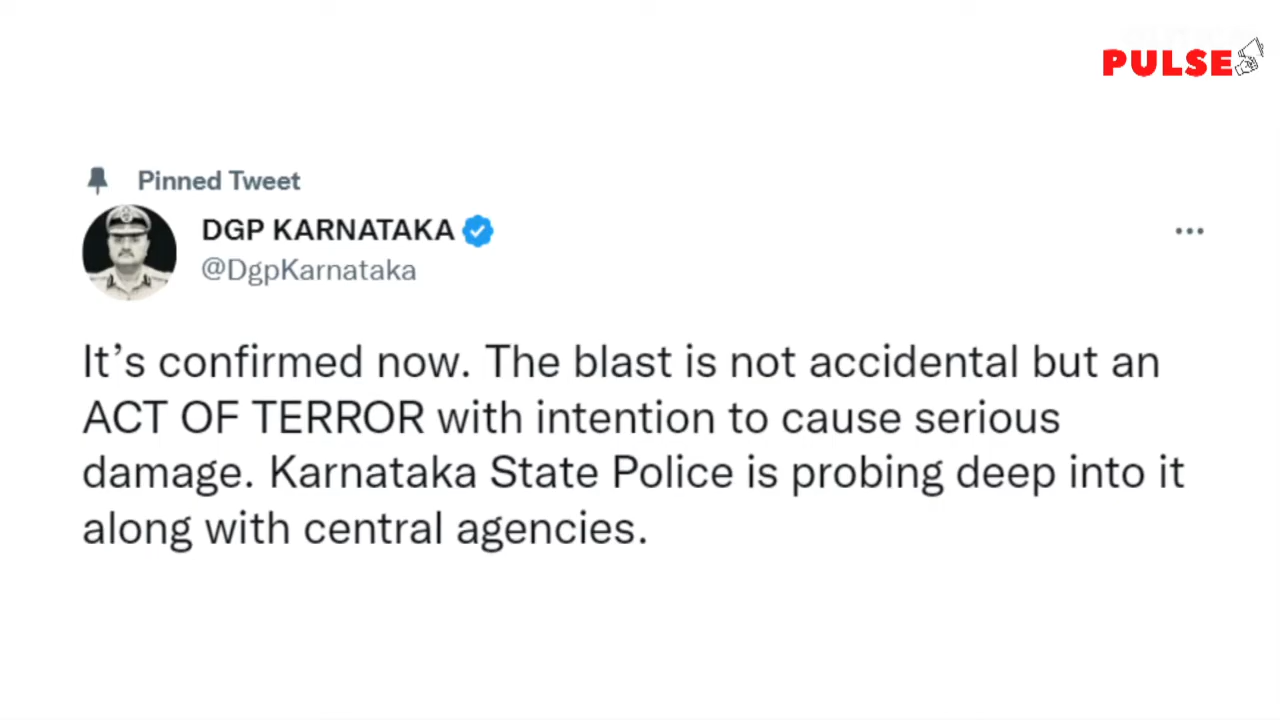 PULSE
Pinned Tweet
DGP KARNATAKA
@DgpKarnataka
It’s confirmed now. The blast is not accidental but an
ACT OF TERROR with intention to cause serious
damage. Karnataka State Police is probing deep into it
along with central agencies.